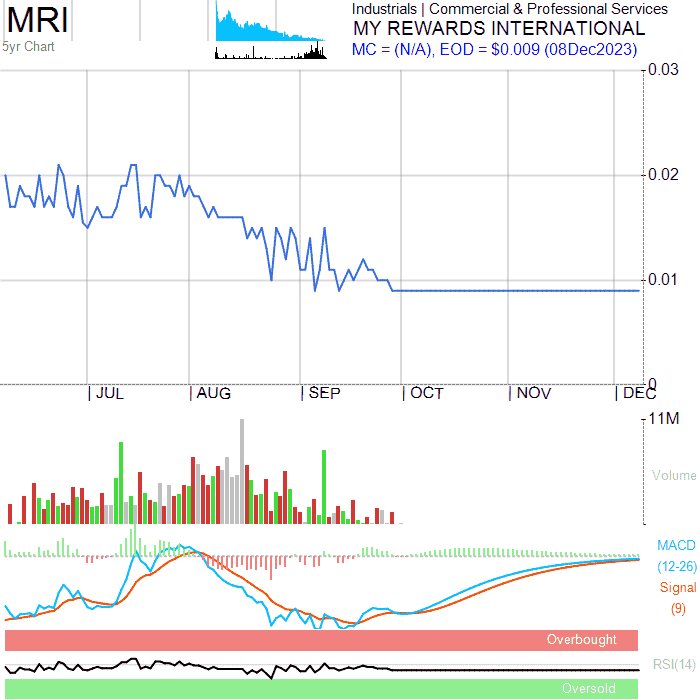 MRI
5yr Chart
Industrials | Commercial & Professional Services
MY REWARDS INTERNATIONAL
MC = (N/A), EOD = $0.009 (08Dec2023)
0.03
0.02
0.01
0
JUL AUG SEP OCT NOV DEC
11M
Volume
MACD
(12-26)
Signal
(9)
Overbought
RSI(14)
Oversold